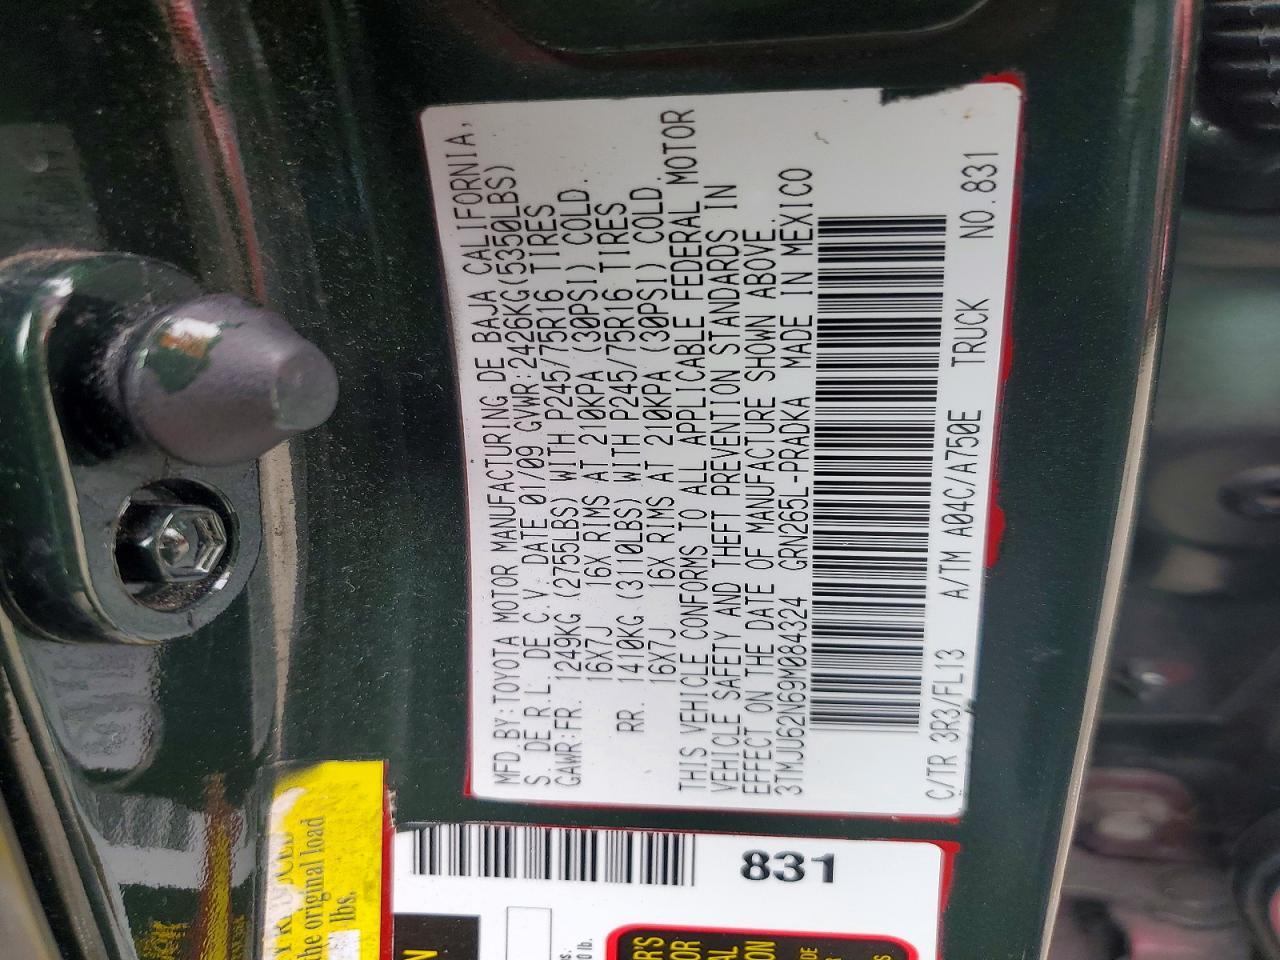 MFD BY: TOYOTA MOTOR MANUFACTURING DE BAJA CALIFORNIA,
S. DE R.L. DE C.V. DATE 01/09 GVWR:2426KG(5350LBS)
GAWR:FR. 1249KG (2755LBS) WITH P245/75R16 TIRES
16X7J 16X RIMS AT 210KPA (30PSI) COLD.
RR. 1410KG (3110LBS) WITH P245/75R16 TIRES
16X7J 16X RIMS AT 210KPA (30PSI) COLD.
THIS VEHICLE CONFORMS TO ALL APPLICABLE FEDERAL MOTOR
VEHICLE SAFETY AND THEFT PREVENTION STANDARDS IN
EFFECT ON THE DATE OF MANUFACTURE SHOWN ABOVE.
3TMJU62N69M084324 GRN265L-PRADKA MADE IN MEXICO
C/TR 3R3/FL13 A/TM A04C/A750E TRUCK NO.831
831
the original load
lbs.